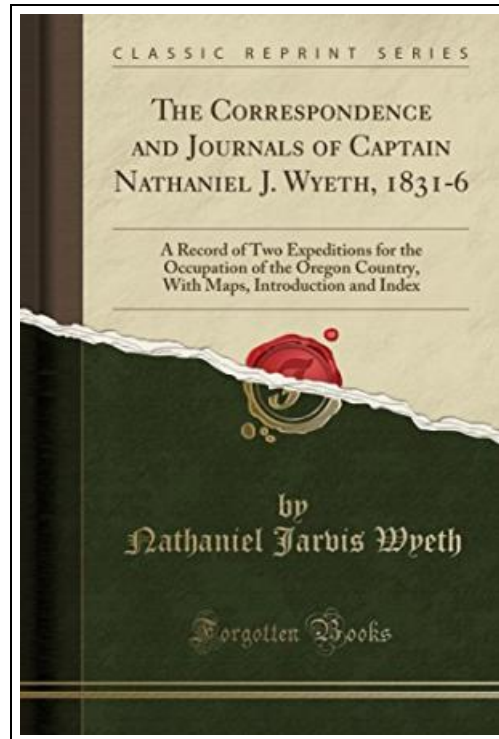 CLASSIC REPRINT SERIES
THE CORRESPONDENCE
AND JOURNALS OF CAPTAIN
NATHANIEL J. WYETH, 1831-6
A Record of Two Expeditions for the
Occupation of the Oregon Country,
With Maps, Introduction and Index
by
Nathaniel Jarvis Wyeth
Forgotten Books